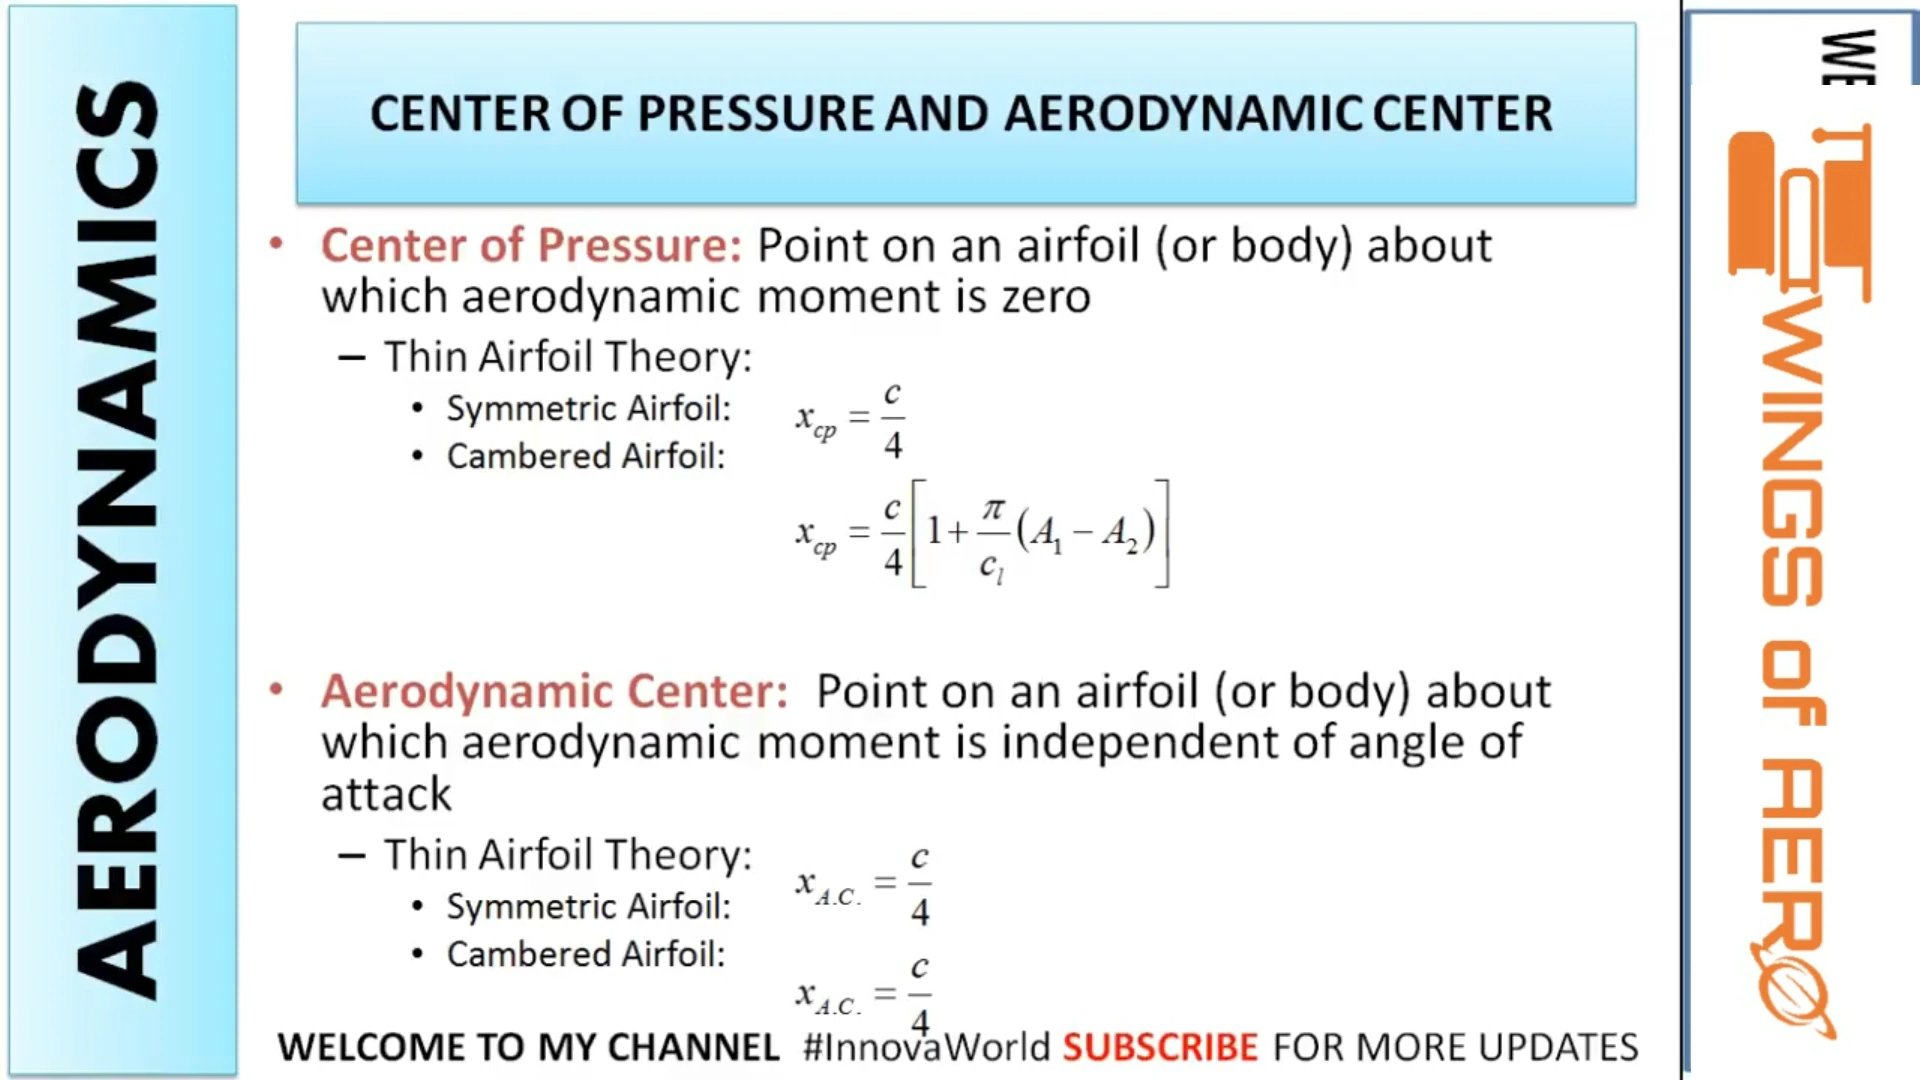 AERODYNAMICS
CENTER OF PRESSURE AND AERODYNAMIC CENTER
• Center of Pressure: Point on an airfoil (or body) about
which aerodynamic moment is zero
– Thin Airfoil Theory:
• Symmetric Airfoil: x_cp = c/4
• Cambered Airfoil:
x_cp = c/4 [1 + π/c_l (A_1 − A_2)]
• Aerodynamic Center: Point on an airfoil (or body) about
which aerodynamic moment is independent of angle of
attack
– Thin Airfoil Theory:
• Symmetric Airfoil: x_A.C. = c/4
• Cambered Airfoil:
x_A.C. = c/4
WELCOME TO MY CHANNEL #InnovaWorld SUBSCRIBE FOR MORE UPDATES
WE
WINGS OF AERO